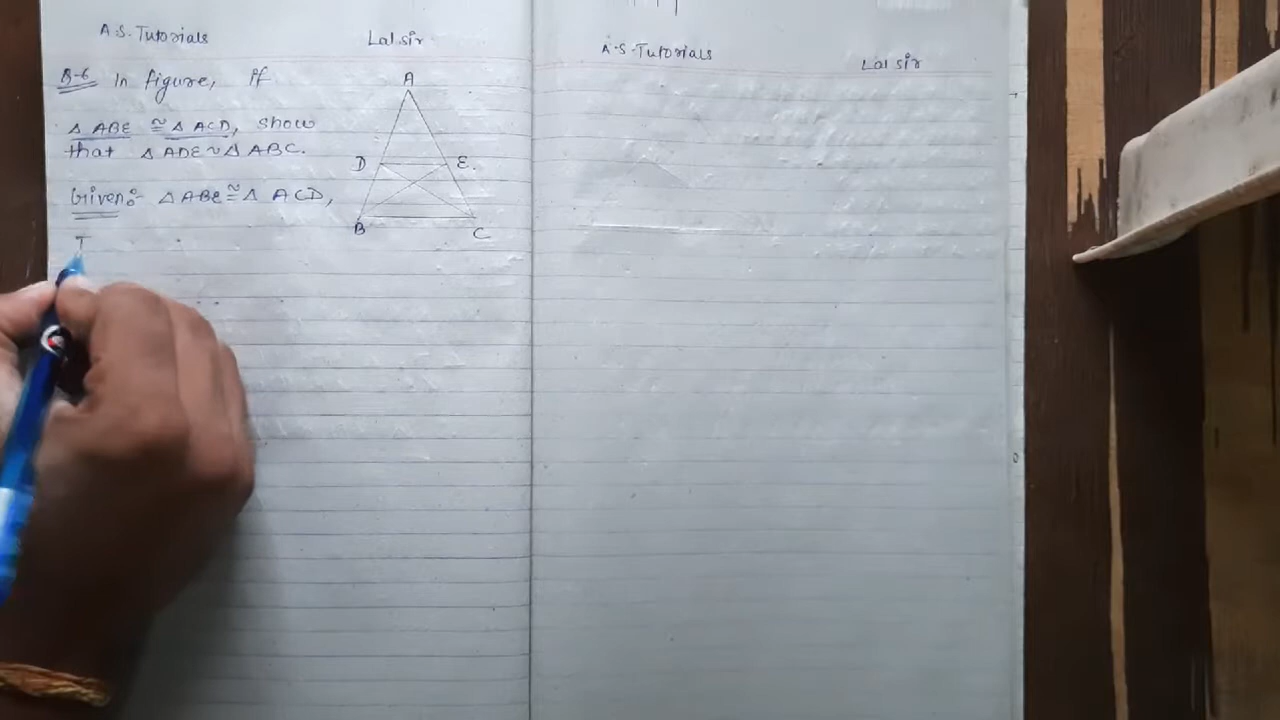 A.S. Tutorials
Lal sir
Q-6 In figure, if
△ ABE ≅ △ ACD, show
that △ ADE ~ △ ABC.
Given:- △ ABE ≅ △ ACD,
T
A
D
E.
B
C
A.S. Tutorials
Lal sir